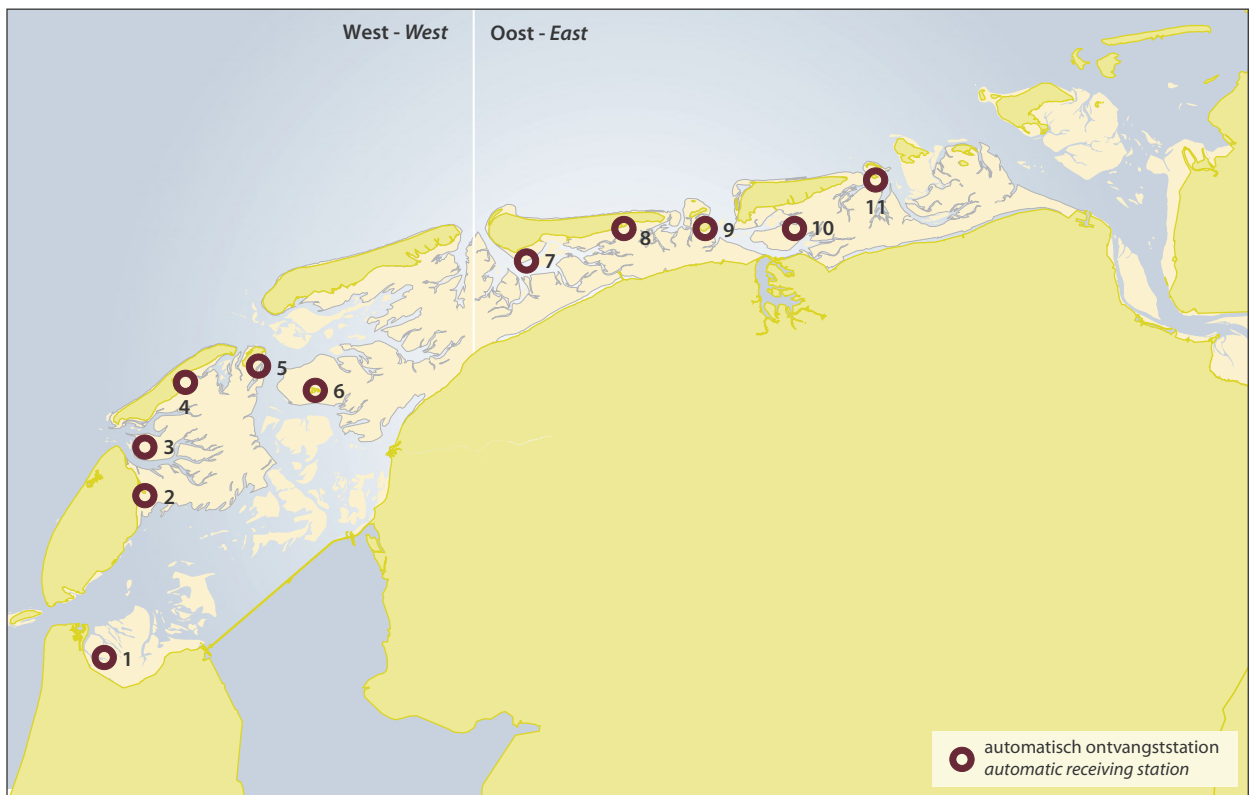 West - West
Oost - East
11
8
9
10
7
5
6
4
3
2
1
automatisch ontvangststation
automatic receiving station